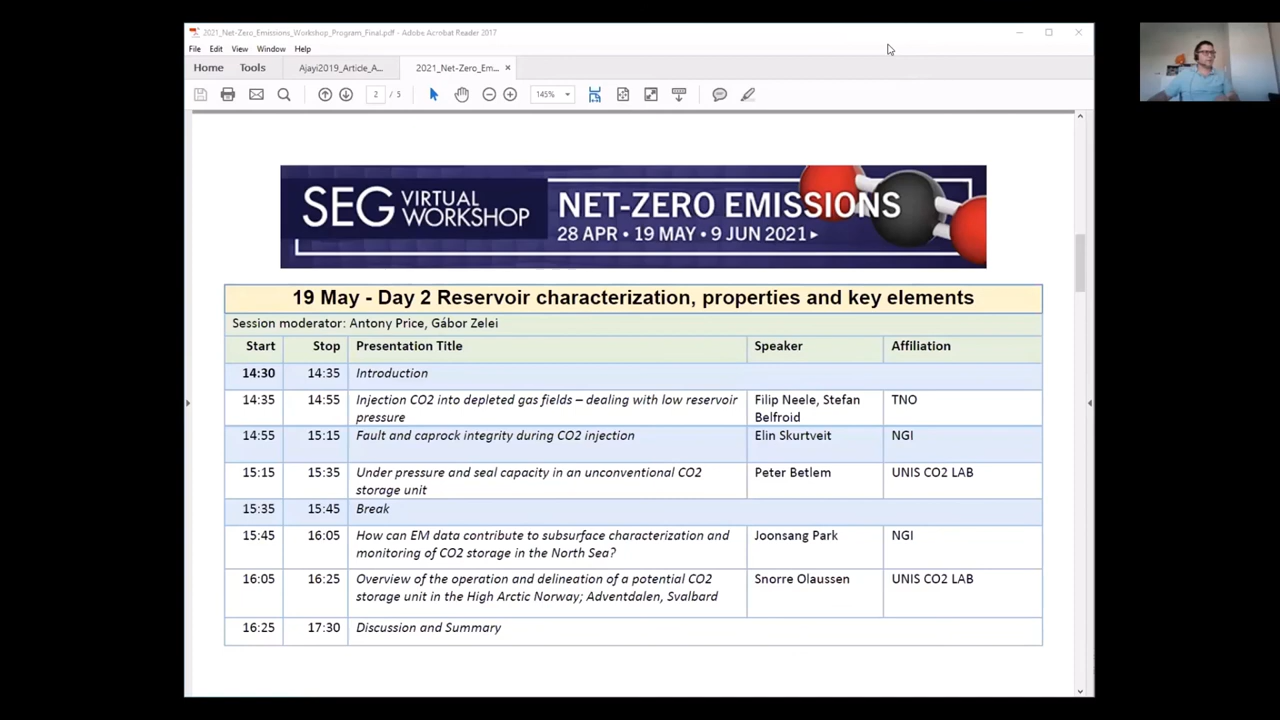 2021_Net-Zero_Emissions_Workshop_Program_Final.pdf - Adobe Acrobat Reader 2017
File Edit View Window Help
Home Tools Ajayi2019_Article_A... 2021_Net-Zero_Em... ×
2 / 5 145%
SEG VIRTUAL WORKSHOP
NET-ZERO EMISSIONS
28 APR • 19 MAY • 9 JUN 2021
19 May - Day 2 Reservoir characterization, properties and key elements
Session moderator: Antony Price, Gábor Zelei
Start Stop Presentation Title Speaker Affiliation
14:30 14:35 Introduction
14:35 14:55 Injection CO2 into depleted gas fields – dealing with low reservoir pressure Filip Neele, Stefan Belfroid TNO
14:55 15:15 Fault and caprock integrity during CO2 injection Elin Skurtveit NGI
15:15 15:35 Under pressure and seal capacity in an unconventional CO2 storage unit Peter Betlem UNIS CO2 LAB
15:35 15:45 Break
15:45 16:05 How can EM data contribute to subsurface characterization and monitoring of CO2 storage in the North Sea? Joonsang Park NGI
16:05 16:25 Overview of the operation and delineation of a potential CO2 storage unit in the High Arctic Norway; Adventdalen, Svalbard Snorre Olaussen UNIS CO2 LAB
16:25 17:30 Discussion and Summary